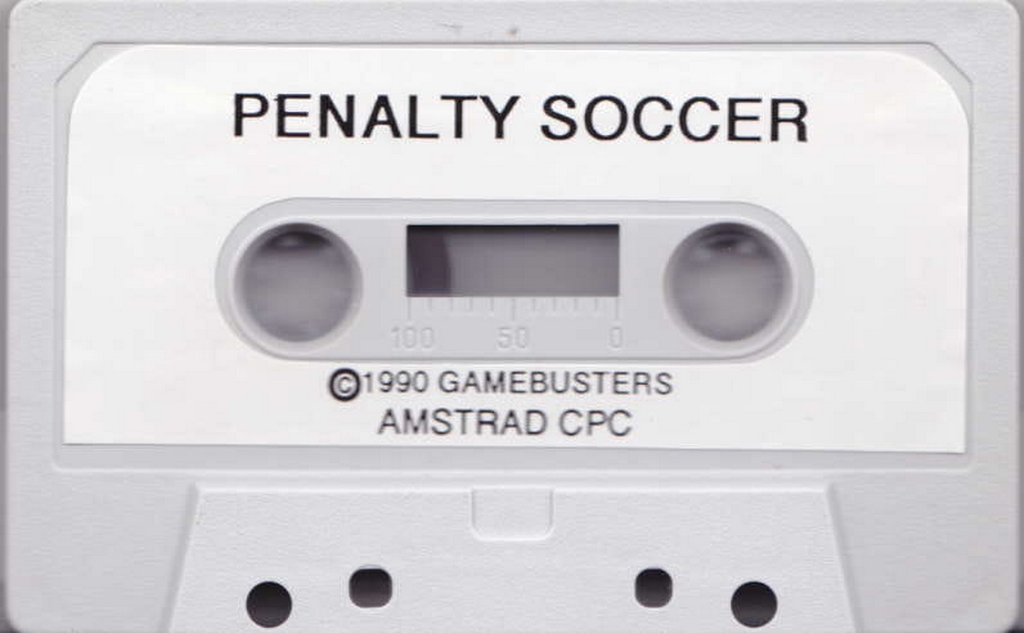 PENALTY SOCCER
100 50 0
©1990 GAMEBUSTERS
AMSTRAD CPC